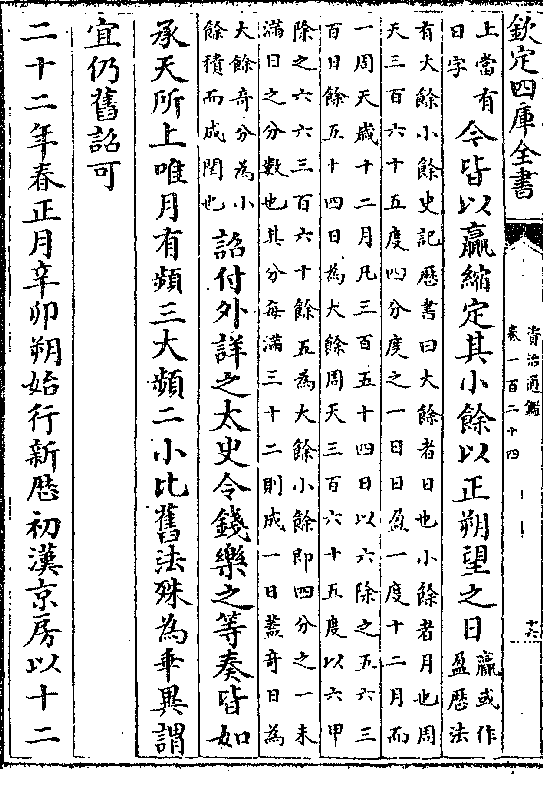 欽定四庫全書
資治通鑑
卷一百二十四
十六
上當有
日字
今皆以贏縮定其小餘以正朔望之日
贏或作
盈厯法
有大餘小餘史記厯書曰大餘者日也小餘者月也周
天三百六十五度四分度之一日日盈一度十二月而
一周天歲十二月凡三百五十四日以六除之五六三
百日餘五十四日為大餘周天三百六十五度以六甲
除之六六三百六十餘五為大餘小餘即四分之一未
滿日之分數也其分每滿三十二則成一日蓋奇日為
大餘奇分為小
餘積而成閏也
詔付外詳之太史令錢樂之等奏皆如
承天所上唯月有頻三大頻二小比舊法殊為乖異謂
宜仍舊詔可
二十二年春正月辛卯朔始行新厯初漢京房以十二